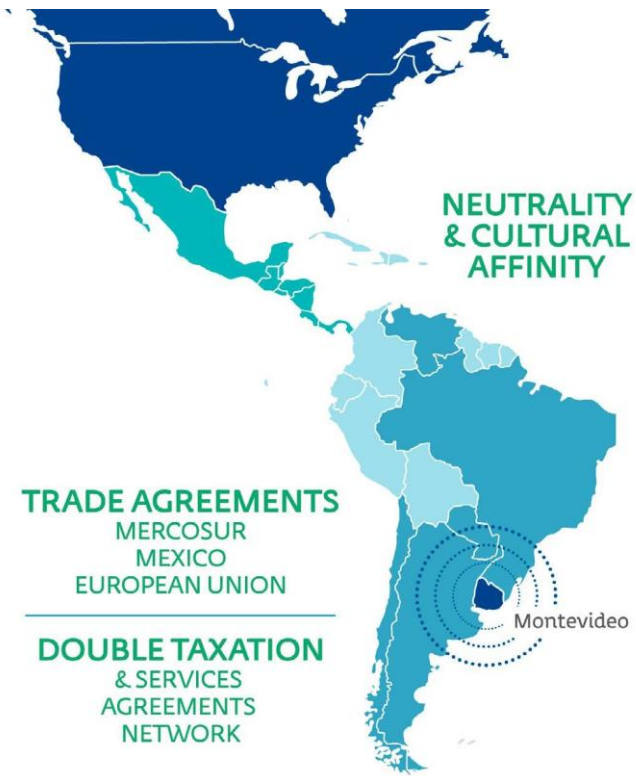 NEUTRALITY
& CULTURAL
AFFINITY
TRADE AGREEMENTS
MERCOSUR
MEXICO
EUROPEAN UNION
Montevideo
DOUBLE TAXATION
& SERVICES
AGREEMENTS
NETWORK